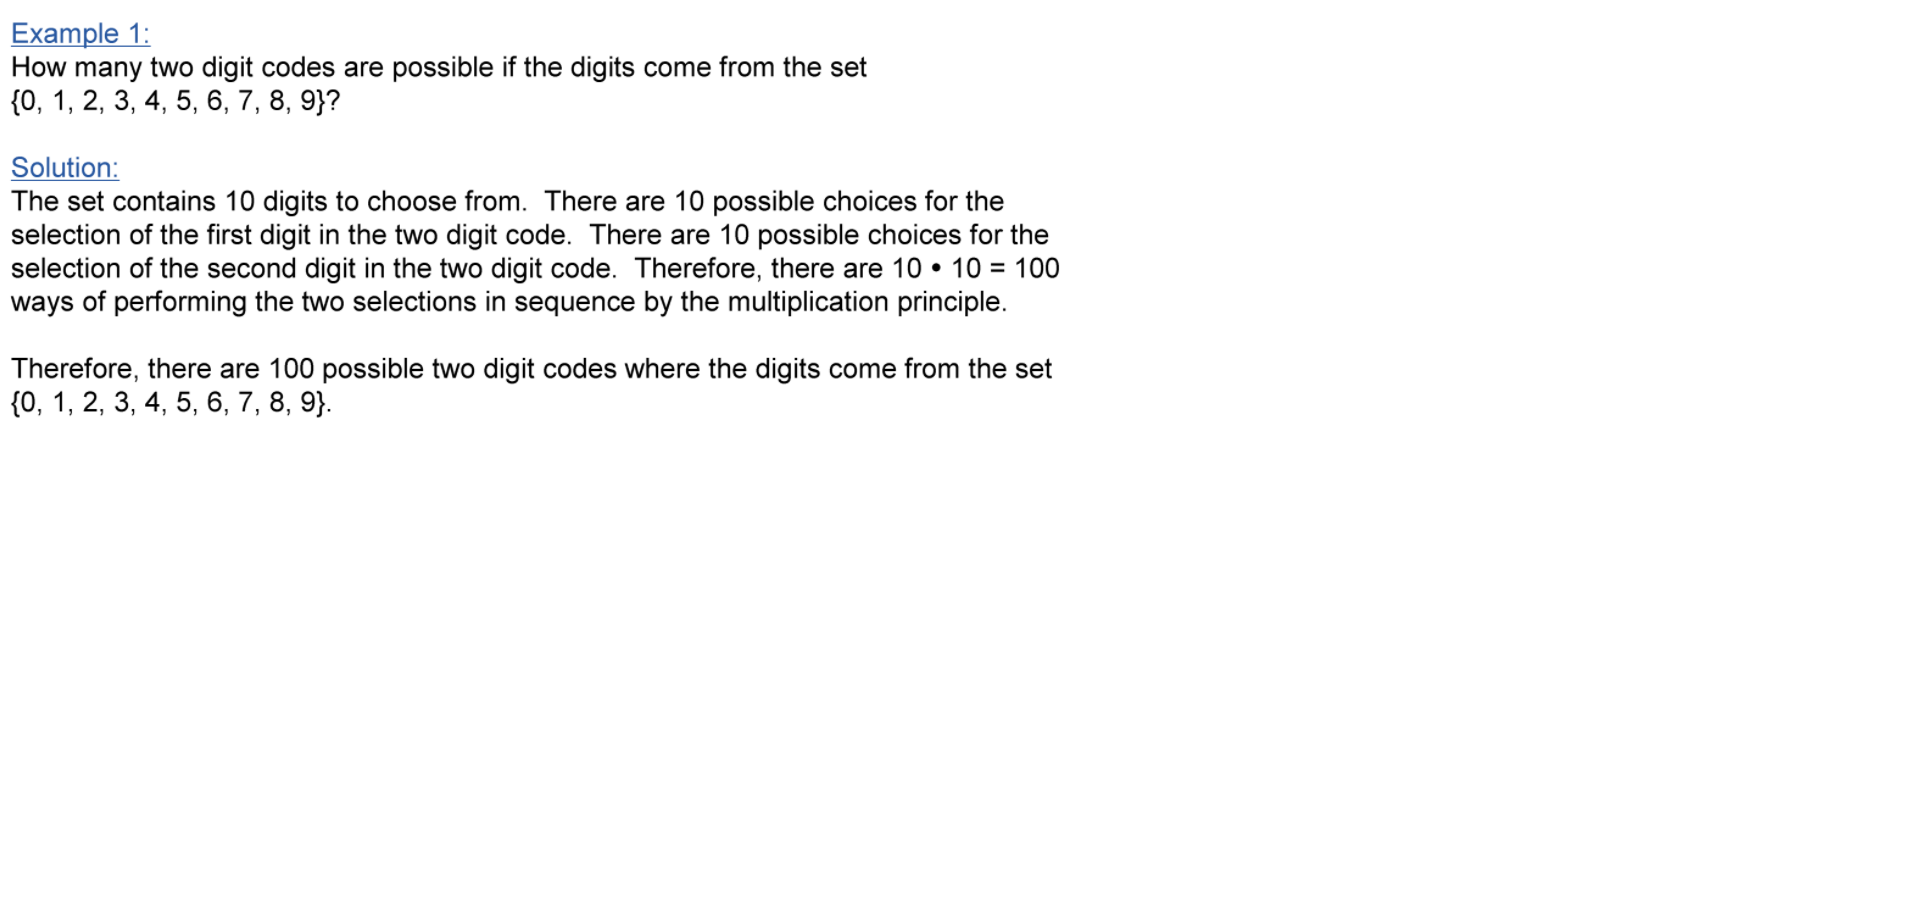 Example 1:
How many two digit codes are possible if the digits come from the set
{0, 1, 2, 3, 4, 5, 6, 7, 8, 9}?
Solution:
The set contains 10 digits to choose from.  There are 10 possible choices for the
selection of the first digit in the two digit code.  There are 10 possible choices for the
selection of the second digit in the two digit code.  Therefore, there are 10 • 10 = 100
ways of performing the two selections in sequence by the multiplication principle.
Therefore, there are 100 possible two digit codes where the digits come from the set
{0, 1, 2, 3, 4, 5, 6, 7, 8, 9}.